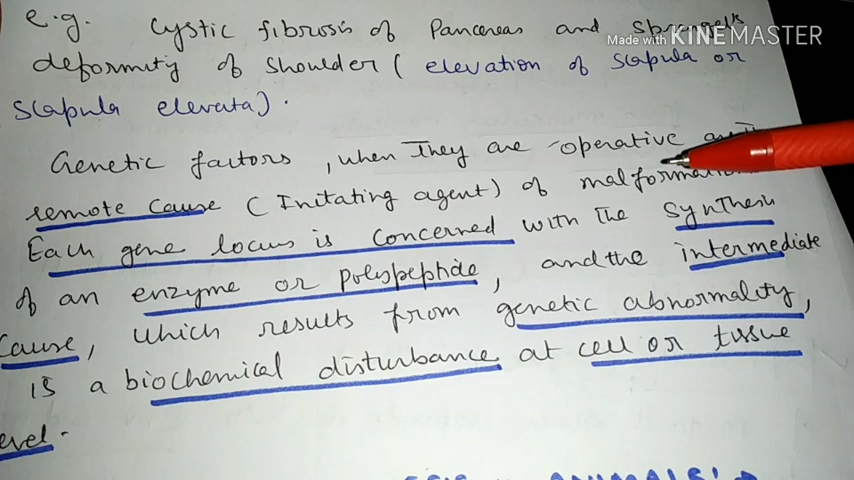 e.g. Cystic fibrosis of Pancreas and Sprengel's
Made with KINEMASTER
deformity of Shoulder ( elevation of Scapula or
Scapula elevata).
Genetic factors, when They are operative are
remote cause (Initating agent) of malformation
Each gene locus is concerned with the synthesis
of an enzyme or polypeptide, and the intermediate
cause, which results from genetic abnormality,
is a biochemical disturbance at cell or tissue
level.
ANIMALS!